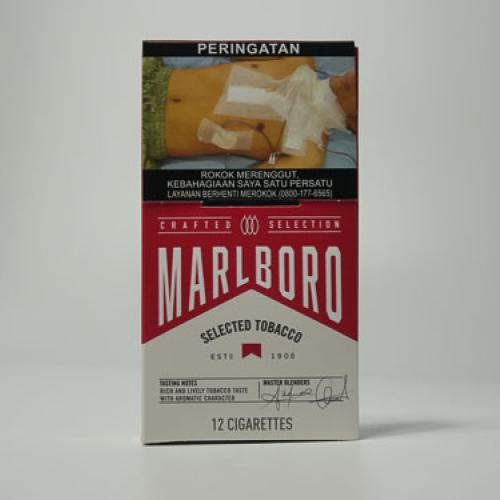 PERINGATAN
ROKOK MERENGGUT,
KEBAHAGIAAN SAYA SATU PERSATU
LAYANAN BERHENTI MEROKOK (0800-177-6565)
CRAFTED SELECTION
MARLBORO
SELECTED TOBACCO
ESTD 1908
TASTING NOTES
RICH AND LIVELY TOBACCO TASTE
WITH AROMATIC CHARACTER
MASTER BLENDERS
12 CIGARETTES